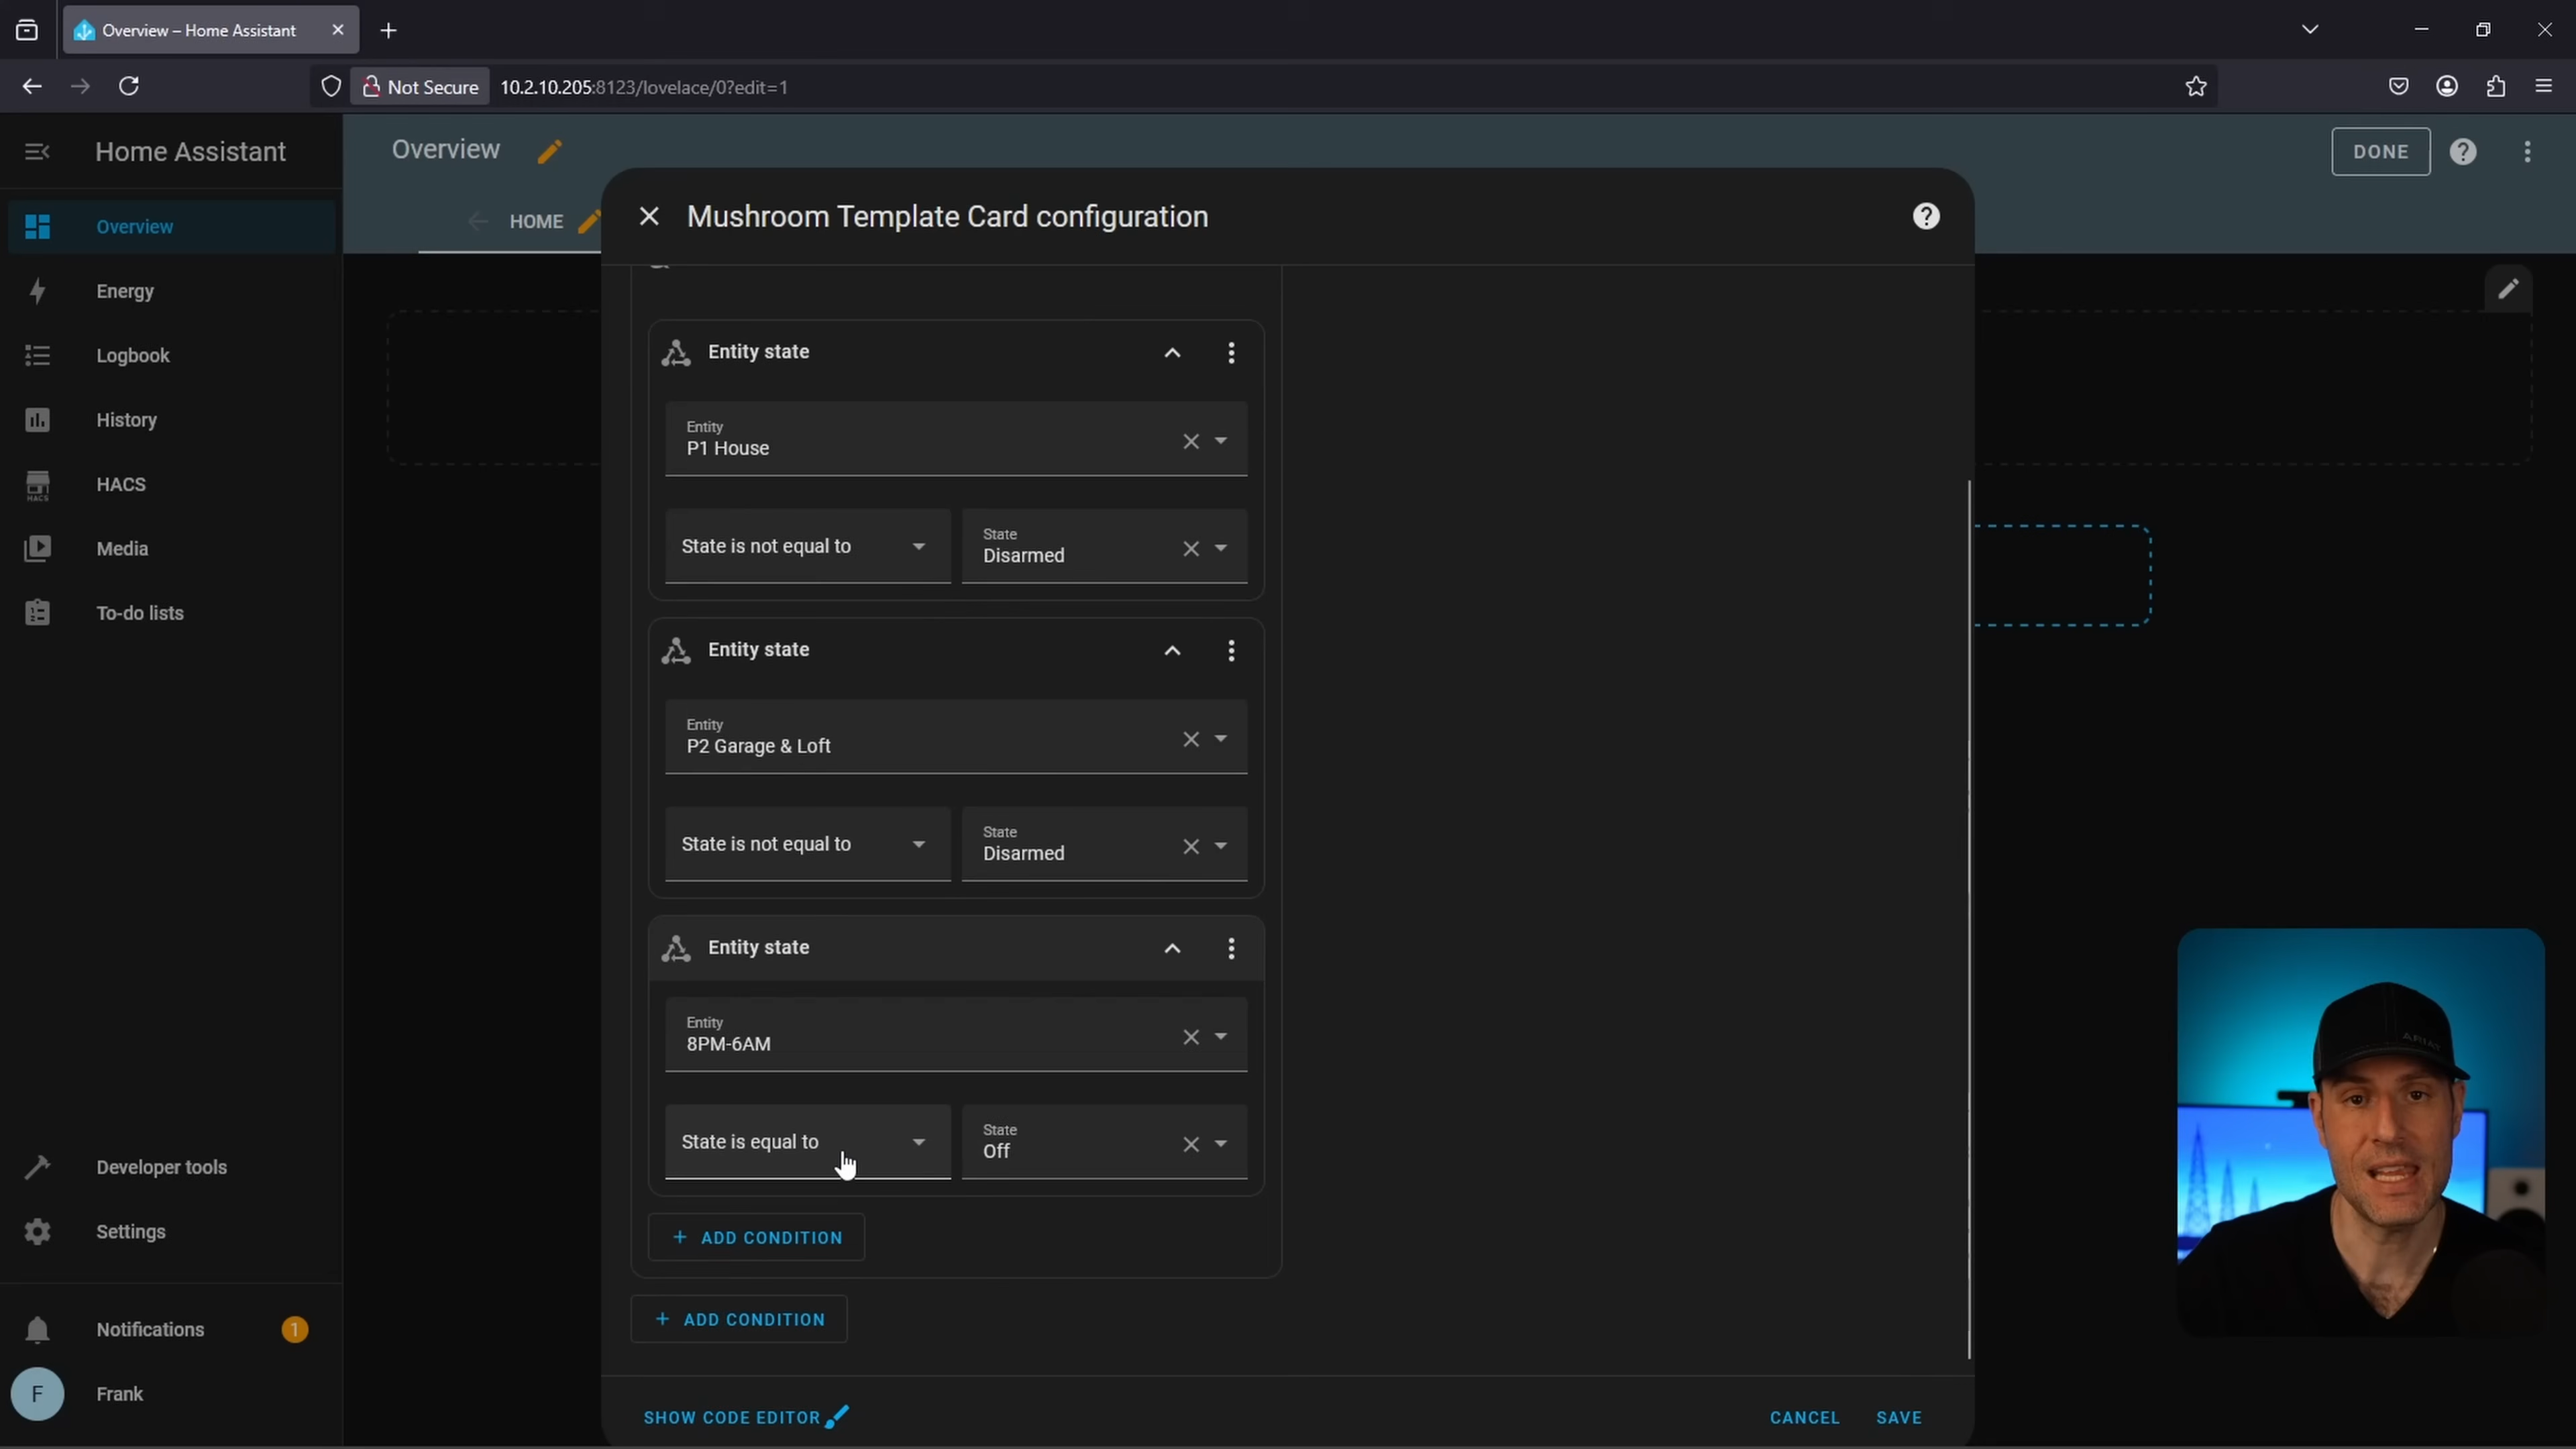 Overview – Home Assistant
Not Secure
10.2.10.205:8123/lovelace/0?edit=1
Home Assistant
Overview
Energy
Logbook
History
HACS
HACS
Media
To-do lists
Developer tools
Settings
Notifications
1
F
Frank
Overview
DONE
HOME
Mushroom Template Card configuration
Entity state
Entity
P1 House
State is not equal to
State
Disarmed
Entity state
Entity
P2 Garage & Loft
State is not equal to
State
Disarmed
Entity state
Entity
8PM-6AM
State is equal to
State
Off
+ ADD CONDITION
+ ADD CONDITION
SHOW CODE EDITOR
CANCEL
SAVE
ARIAT